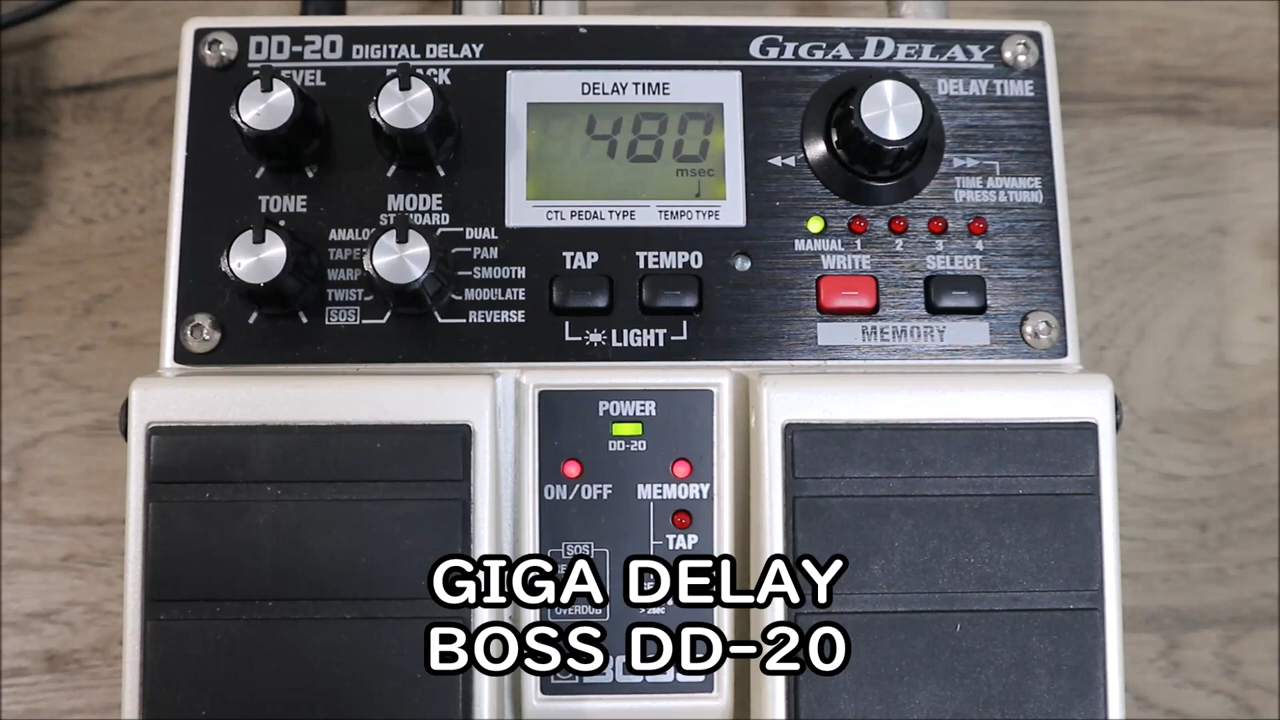 DD-20 DIGITAL DELAY
GIGA DELAY
DELAY TIME
480
msec
CTL PEDAL TYPE
TEMPO TYPE
DELAY TIME
TIME ADVANCE
(PRESS & TURN)
TONE
MODE
STANDARD
TAPE
WARP
TWIST
SOS
DUAL
PAN
SMOOTH
MODULATE
REVERSE
TAP
TEMPO
LIGHT
MANUAL 1 2 3 4
WRITE
SELECT
MEMORY
POWER
DD-20
ON/OFF
MEMORY
TAP
SOS
OVERDUB
> 2sec
GIGA DELAY
BOSS DD-20
BOSS